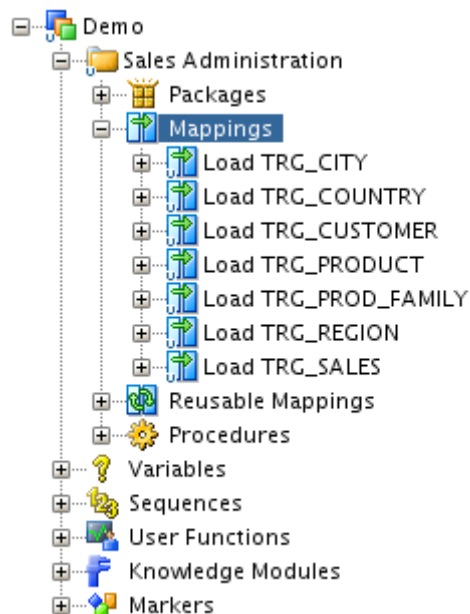 Demo
Sales Administration
Packages
Mappings
Load TRG_CITY
Load TRG_COUNTRY
Load TRG_CUSTOMER
Load TRG_PRODUCT
Load TRG_PROD_FAMILY
Load TRG_REGION
Load TRG_SALES
Reusable Mappings
Procedures
Variables
Sequences
User Functions
Knowledge Modules
Markers